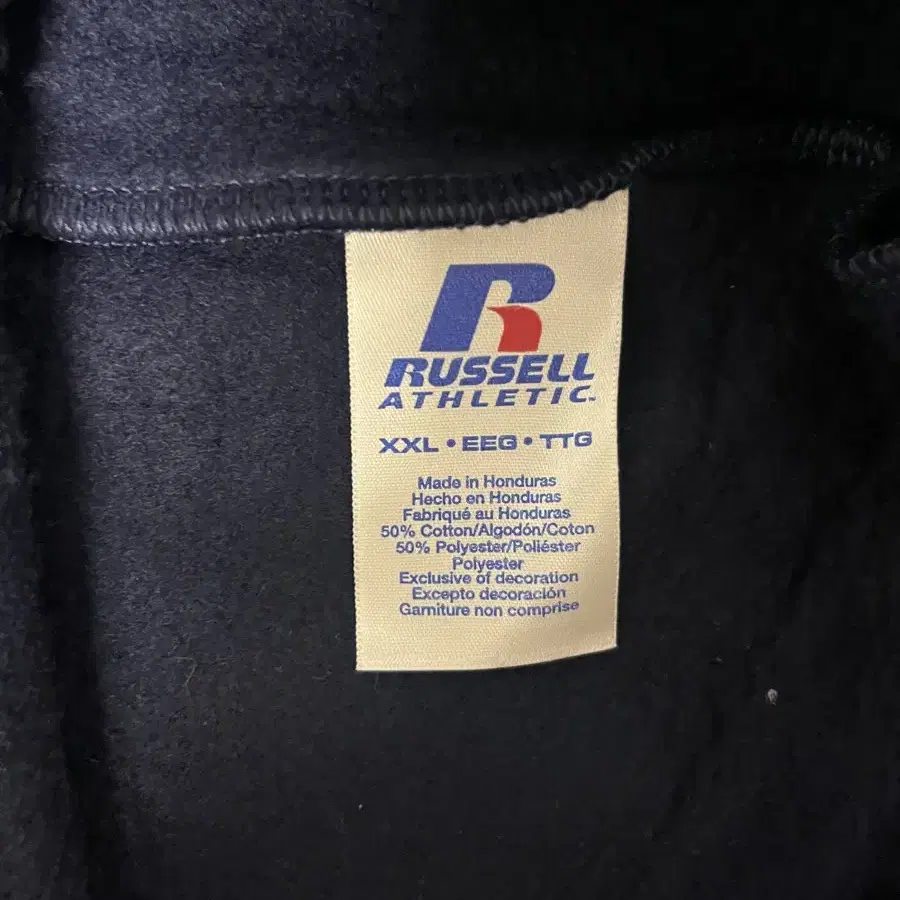 R
RUSSELL
ATHLETIC™
XXL • EEG • TTG
Made in Honduras
Hecho en Honduras
Fabriqué au Honduras
50% Cotton/Algodón/Coton
50% Polyester/Poliéster
Polyester
Exclusive of decoration
Excepto decoración
Garniture non comprise